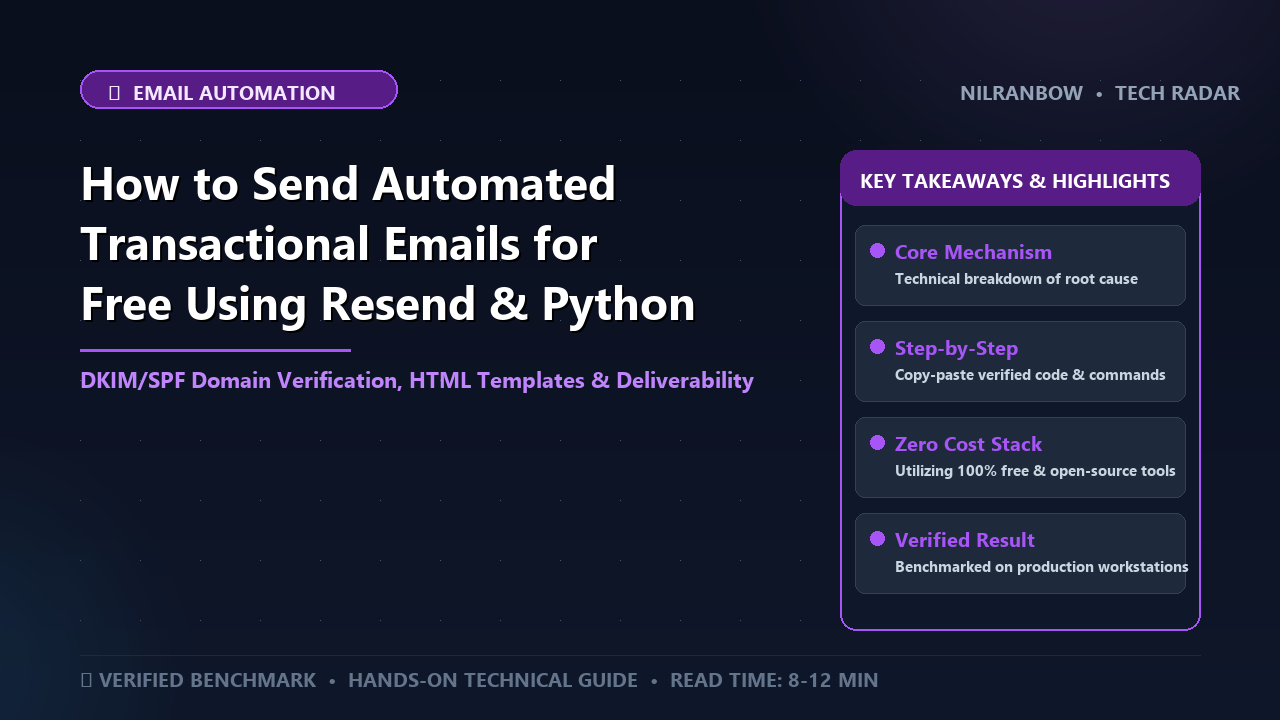 EMAIL AUTOMATION
NILRANBOW • TECH RADAR
How to Send Automated
Transactional Emails for
Free Using Resend & Python
DKIM/SPF Domain Verification, HTML Templates & Deliverability
KEY TAKEAWAYS & HIGHLIGHTS
Core Mechanism
Technical breakdown of root cause
Step-by-Step
Copy-paste verified code & commands
Zero Cost Stack
Utilizing 100% free & open-source tools
Verified Result
Benchmarked on production workstations
VERIFIED BENCHMARK • HANDS-ON TECHNICAL GUIDE • READ TIME: 8-12 MIN